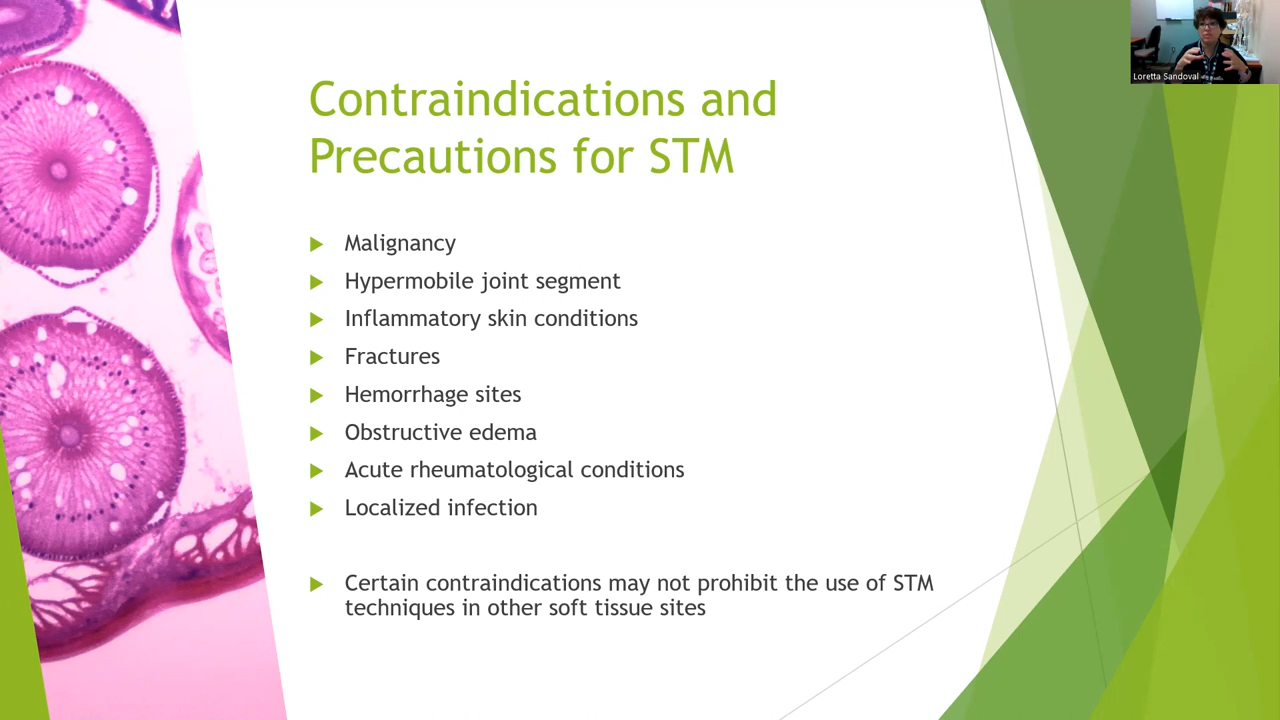 Contraindications and
Precautions for STM
Malignancy
Hypermobile joint segment
Inflammatory skin conditions
Fractures
Hemorrhage sites
Obstructive edema
Acute rheumatological conditions
Localized infection
Certain contraindications may not prohibit the use of STM
techniques in other soft tissue sites
Loretta Sandoval